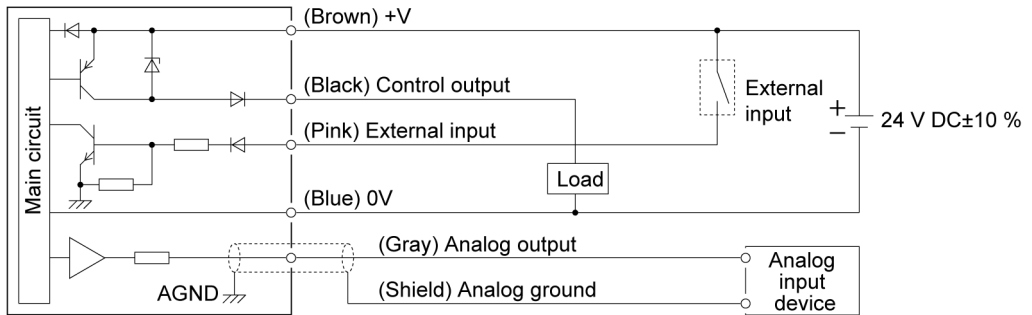 (Brown) +V
(Black) Control output
(Pink) External input
(Blue) 0V
(Gray) Analog output
(Shield) Analog ground
Main circuit
AGND
Load
External
input
+
−
24 V DC±10 %
Analog
input
device